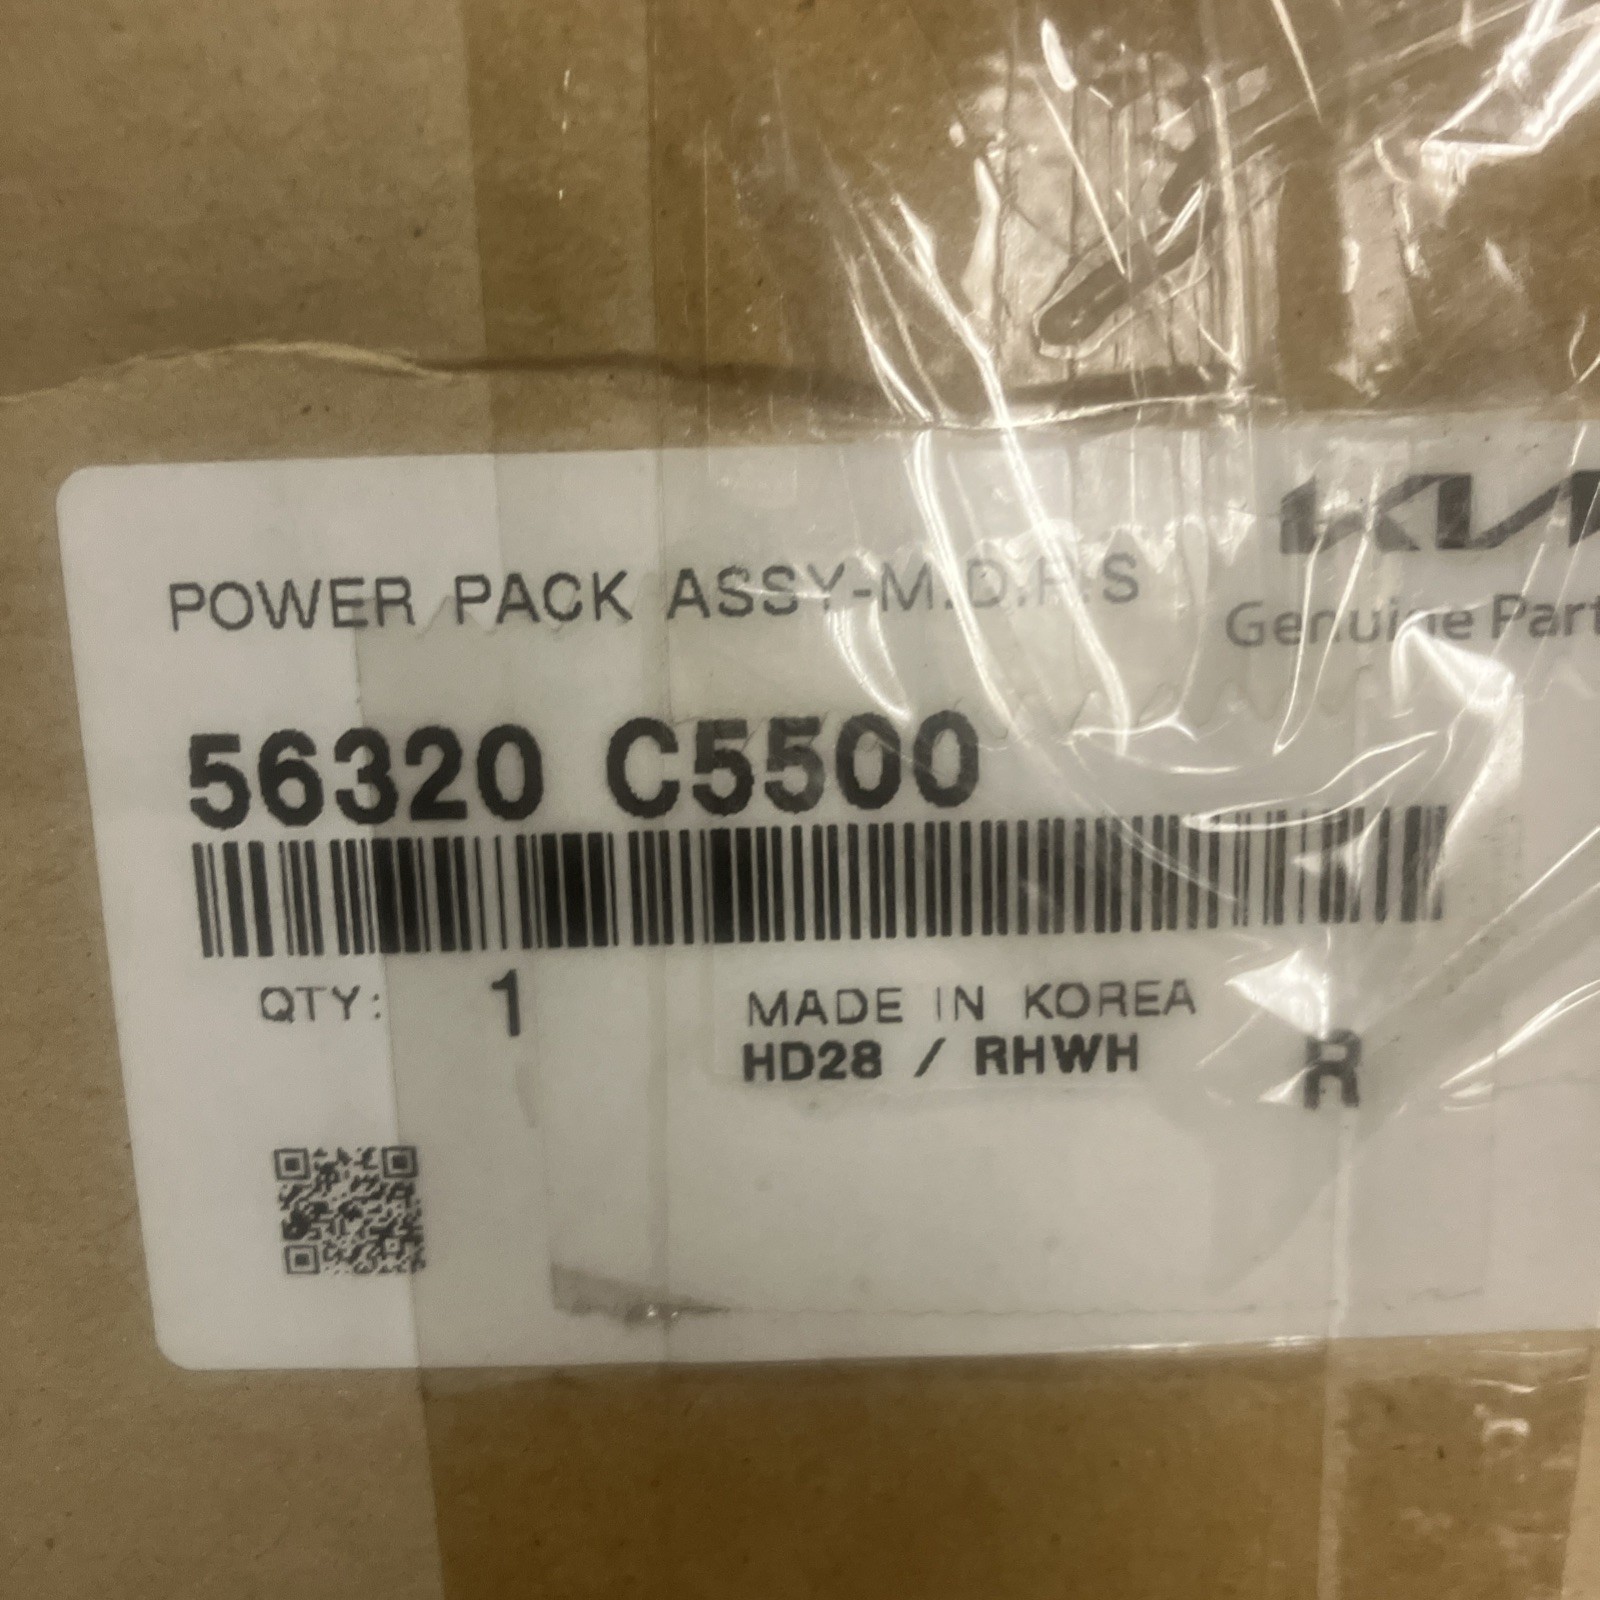 KIA
Genuine Part
POWER PACK ASSY-M.D.P.S
56320 C5500
QTY: 1
MADE IN KOREA
HD28 / RHWH
R